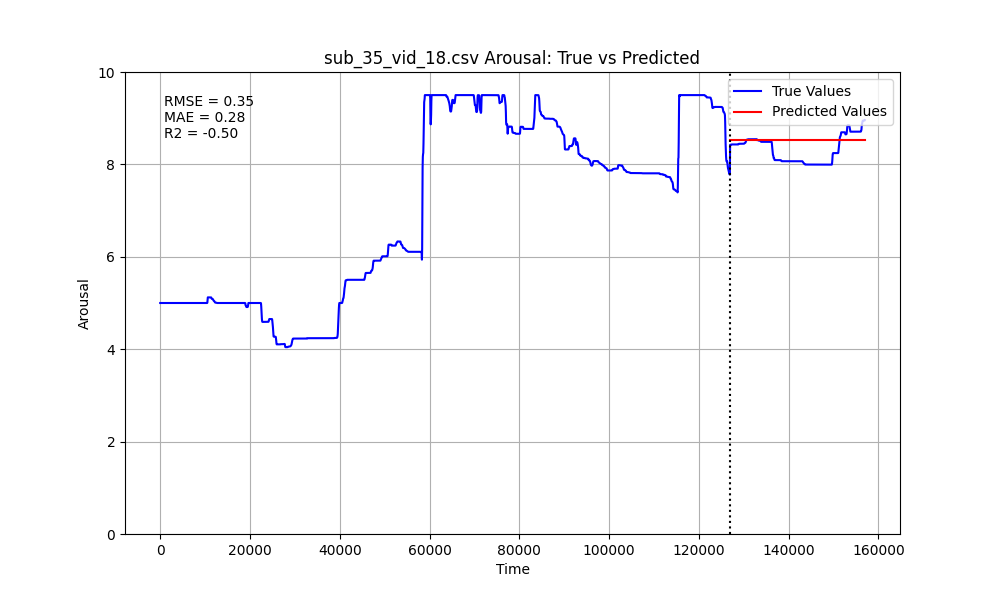 sub_35_vid_18.csv Arousal: True vs Predicted
RMSE = 0.35
MAE = 0.28
R2 = -0.50
True Values
Predicted Values
10
8
6
4
2
0
Arousal
0 20000 40000 60000 80000 100000 120000 140000 160000
Time